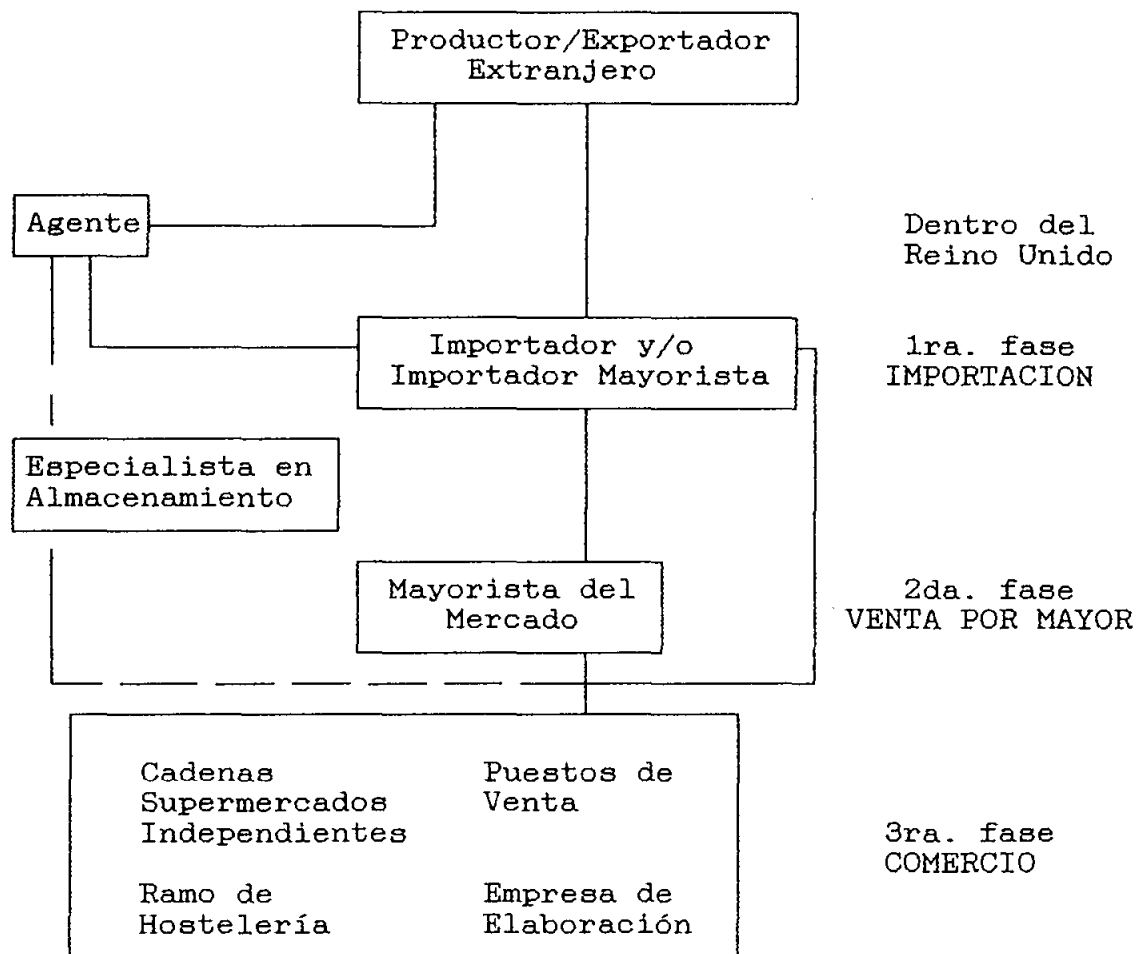 Productor/Exportador
Extranjero
Agente
Dentro del
Reino Unido
Importador y/o
Importador Mayorista
1ra. fase
IMPORTACION
Especialista en
Almacenamiento
Mayorista del
Mercado
2da. fase
VENTA POR MAYOR
Cadenas
Supermercados
Independientes
Puestos de
Venta
3ra. fase
COMERCIO
Ramo de
Hostelería
Empresa de
Elaboración